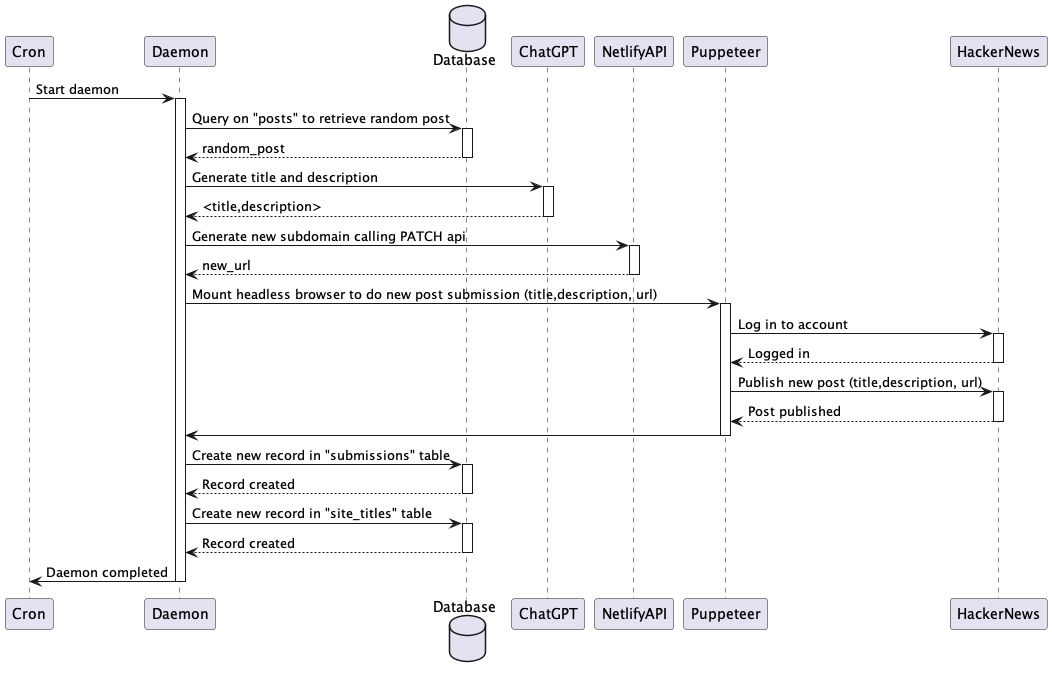 Cron
Daemon
Database
ChatGPT
NetlifyAPI
Puppeteer
HackerNews
Start daemon
Query on "posts" to retrieve random post
random_post
Generate title and description
<title,description>
Generate new subdomain calling PATCH api
new_url
Mount headless browser to do new post submission (title,description, url)
Log in to account
Logged in
Publish new post (title,description, url)
Post published
Create new record in "submissions" table
Record created
Create new record in "site_titles" table
Record created
Daemon completed
Cron
Daemon
Database
ChatGPT
NetlifyAPI
Puppeteer
HackerNews